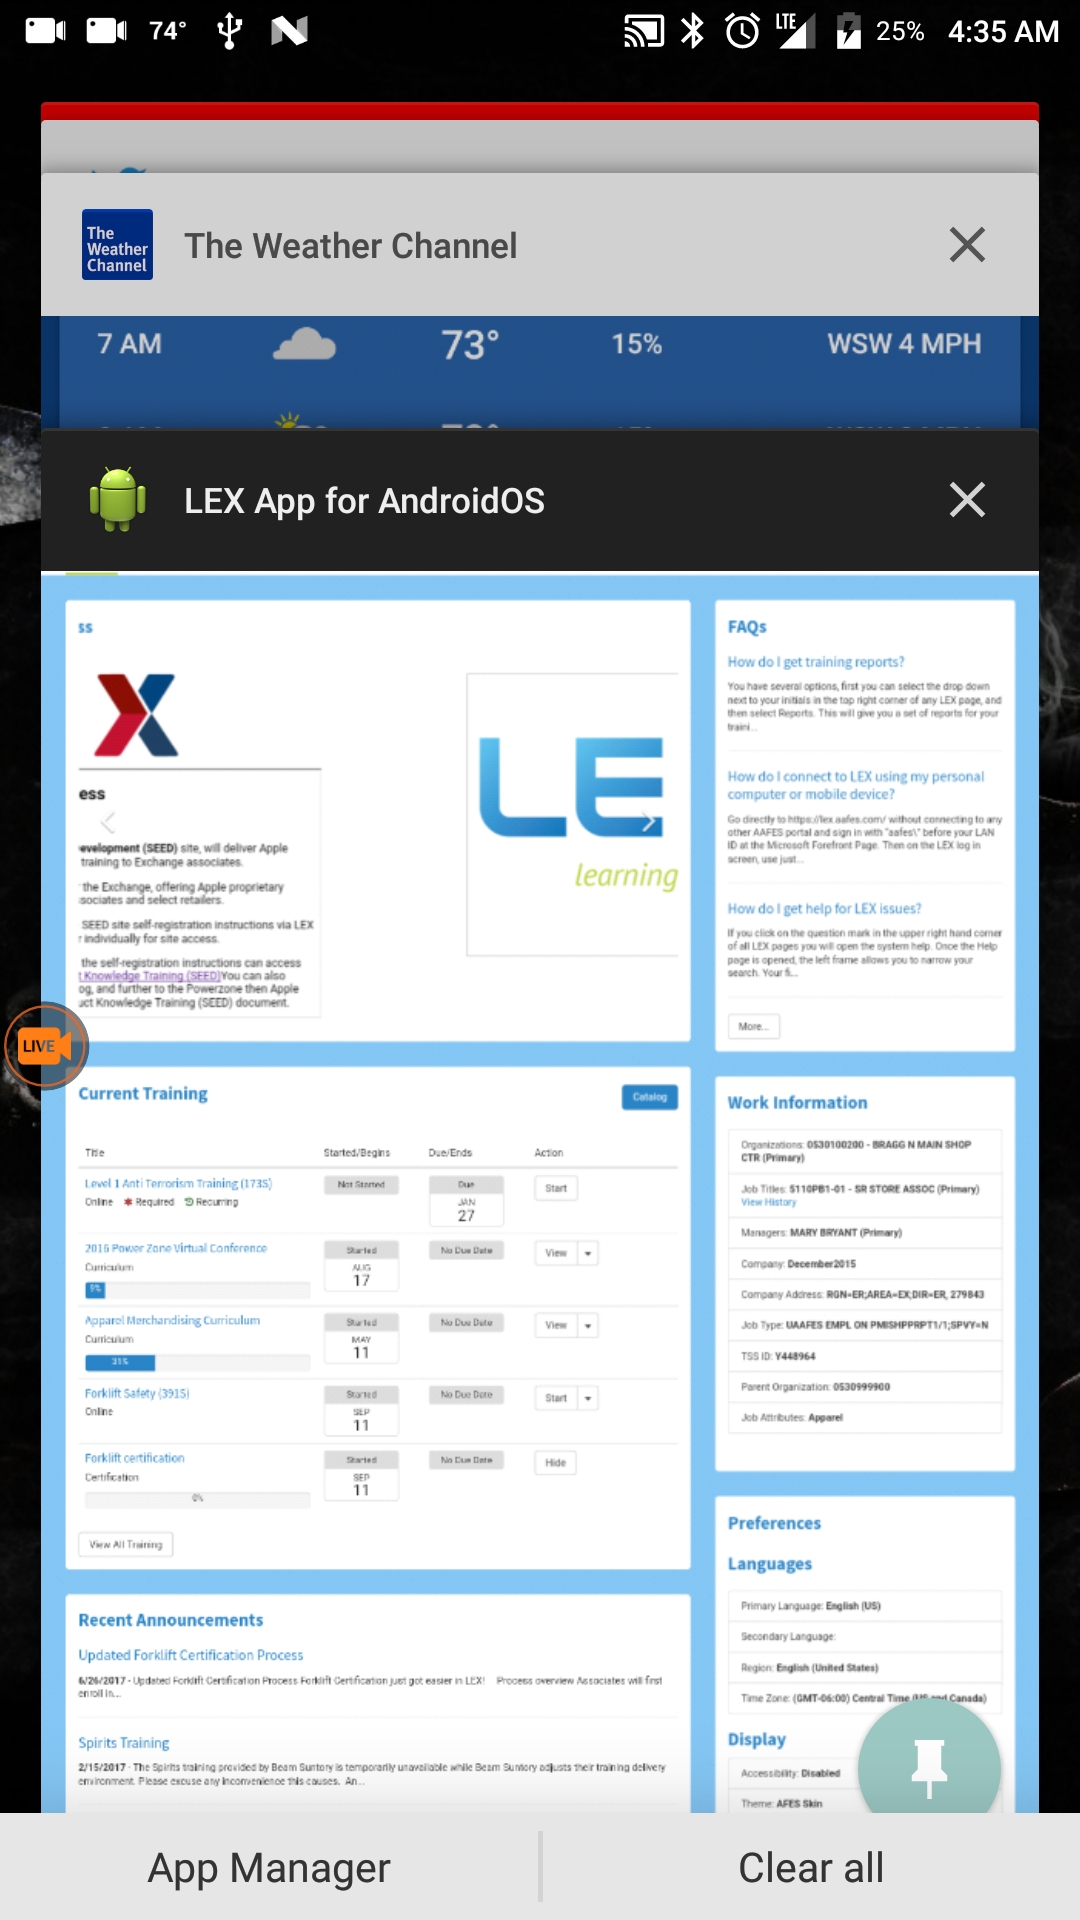 74°
LTE
25%
4:35 AM
The
Weather
Channel
The Weather Channel
7 AM
73°
15%
WSW 4 MPH
LEX App for AndroidOS
ss
ess
evelopment (SEED) site, will deliver Apple
training to Exchange associates.
the Exchange, offering Apple proprietary
sociates and select retailers.
SEED site self-registration instructions via LEX
r individually for site access.
the self-registration instructions can access
t Knowledge Training (SEED)You can also
og, and further to the Powerzone then Apple
uct Knowledge Training (SEED) document.
LE
learning
FAQs
How do I get training reports?
You have several options, first you can select the drop down
next to your initials in the top right corner of any LEX page, and
then select Reports. This will give you a set of reports for your
traini...
How do I connect to LEX using my personal
computer or mobile device?
Go directly to https://lex.aafes.com/ without connecting to any
other AAFES portal and sign in with "aafes\" before your LAN
ID at the Microsoft Forefront Page. Then on the LEX log in
screen, use just...
How do I get help for LEX issues?
If you click on the question mark in the upper right hand corner
of all LEX pages you will open the system help. Once the Help
page is opened, the left frame allows you to narrow your
search. Your fi...
More...
LIVE
Current Training
Catalog
Title
Started/Begins
Due/Ends
Action
Level 1 Anti Terrorism Training (1735)
Online
Required
Recurring
Not Started
Due
JAN
27
Start
2016 Power Zone Virtual Conference
Curriculum
9%
Started
AUG
17
No Due Date
View
Apparel Merchandising Curriculum
Curriculum
31%
Started
MAY
11
No Due Date
View
Forklift Safety (3915)
Online
Started
SEP
11
No Due Date
Start
Forklift certification
Certification
0%
Started
SEP
11
No Due Date
Hide
View All Training
Work Information
Organizations: 0530100200 - BRAGG N MAIN SHOP
CTR (Primary)
Job Titles: 5110PB1-01 - SR STORE ASSOC (Primary)
View History
Managers: MARY BRYANT (Primary)
Company: December2015
Company Address: RGN=ER;AREA=EX;DIR=ER, 279843
Job Type: UAAFES EMPL ON PMISHPPRPT1/1;SPVY=N
TSS ID: Y448964
Parent Organization: 0530999900
Job Attributes: Apparel
Recent Announcements
Updated Forklift Certification Process
6/26/2017 - Updated Forklift Certification Process Forklift Certification just got easier in LEX! Process overview Associates will first
enroll in...
Spirits Training
2/15/2017 - The Spirits training provided by Beam Suntory is temporarily unavailable while Beam Suntory adjusts their training delivery
environment. Please excuse any inconvenience this causes. An...
Preferences
Languages
Primary Language: English (US)
Secondary Language:
Region: English (United States)
Time Zone: (GMT-06:00) Central Time (US and Canada)
Display
Accessibility: Disabled
Theme: AFES Skin
App Manager
Clear all